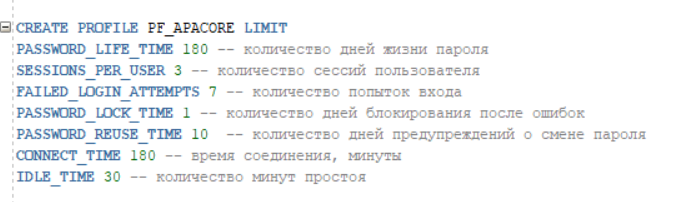 CREATE PROFILE PF_APACORE LIMIT
PASSWORD_LIFE_TIME 180 -- количество дней жизни пароля
SESSIONS_PER_USER 3 -- количество сессий пользователя
FAILED_LOGIN_ATTEMPTS 7 -- количество попыток входа
PASSWORD_LOCK_TIME 1 -- количество дней блокирования после ошибок
PASSWORD_REUSE_TIME 10 -- количество дней предупреждений о смене пароля
CONNECT_TIME 180 -- время соединения, минуты
IDLE_TIME 30 -- количество минут простоя